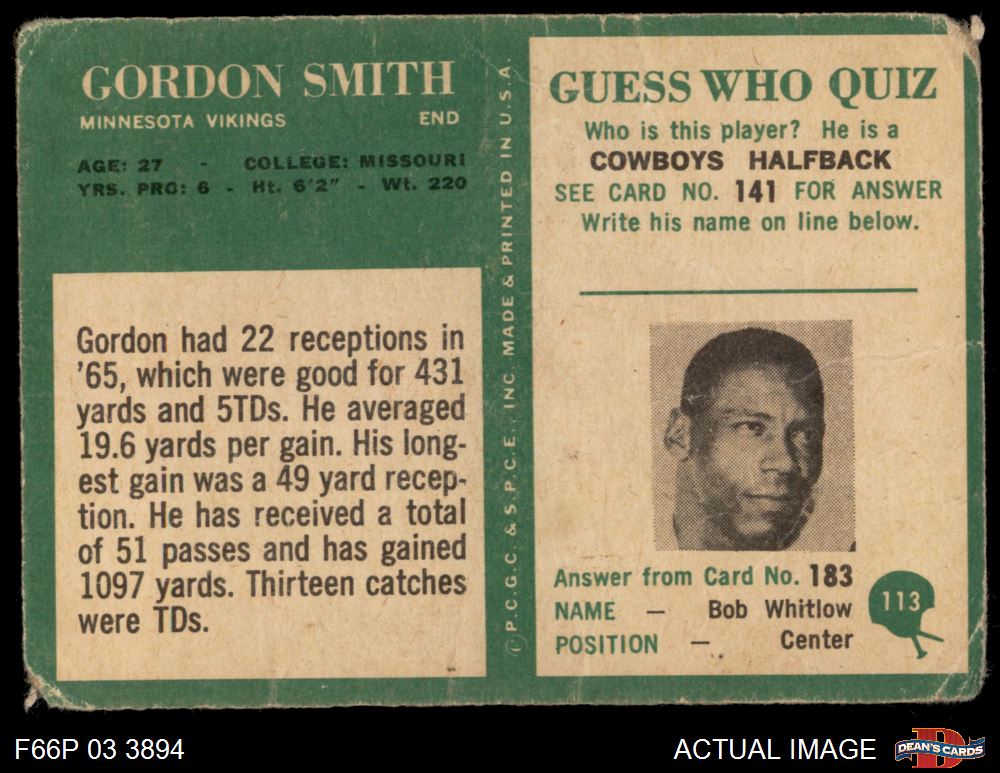 GORDON SMITH
MINNESOTA VIKINGS END
AGE: 27 - COLLEGE: MISSOURI
YRS. PRO: 6 - Ht. 6'2" - Wt. 220
Gordon had 22 receptions in
'65, which were good for 431
yards and 5TDs. He averaged
19.6 yards per gain. His long-
est gain was a 49 yard recep-
tion. He has received a total
of 51 passes and has gained
1097 yards. Thirteen catches
were TDs.
© P.C.G.C. & S.P.C.E., INC. MADE & PRINTED IN U.S.A.
GUESS WHO QUIZ
Who is this player? He is a
COWBOYS HALFBACK
SEE CARD NO. 141 FOR ANSWER
Write his name on line below.
Answer from Card No. 183
NAME — Bob Whitlow
POSITION — Center
113
F66P 03 3894
ACTUAL IMAGE
D
DEAN'S CARDS
DEAN'S CARDS